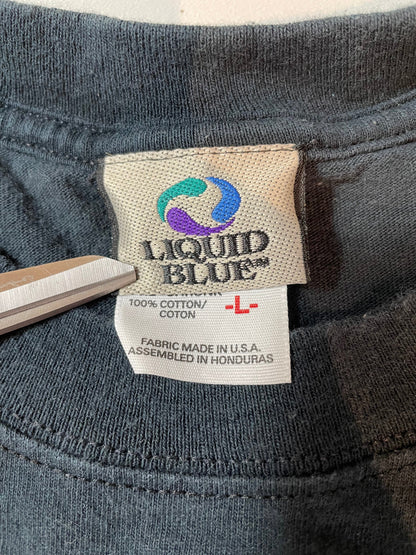 LIQUID
BLUE™
100% COTTON/
COTON
-L-
FABRIC MADE IN U.S.A.
ASSEMBLED IN HONDURAS